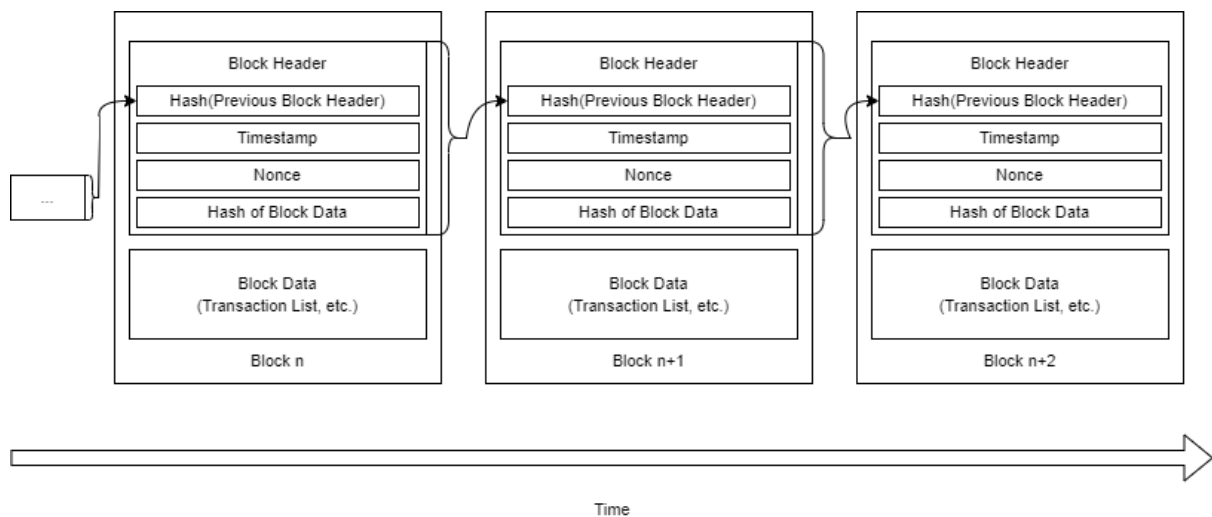 ...
Block Header
Hash(Previous Block Header)
Timestamp
Nonce
Hash of Block Data
Block Data
(Transaction List, etc.)
Block n
Block Header
Hash(Previous Block Header)
Timestamp
Nonce
Hash of Block Data
Block Data
(Transaction List, etc.)
Block n+1
Block Header
Hash(Previous Block Header)
Timestamp
Nonce
Hash of Block Data
Block Data
(Transaction List, etc.)
Block n+2
Time